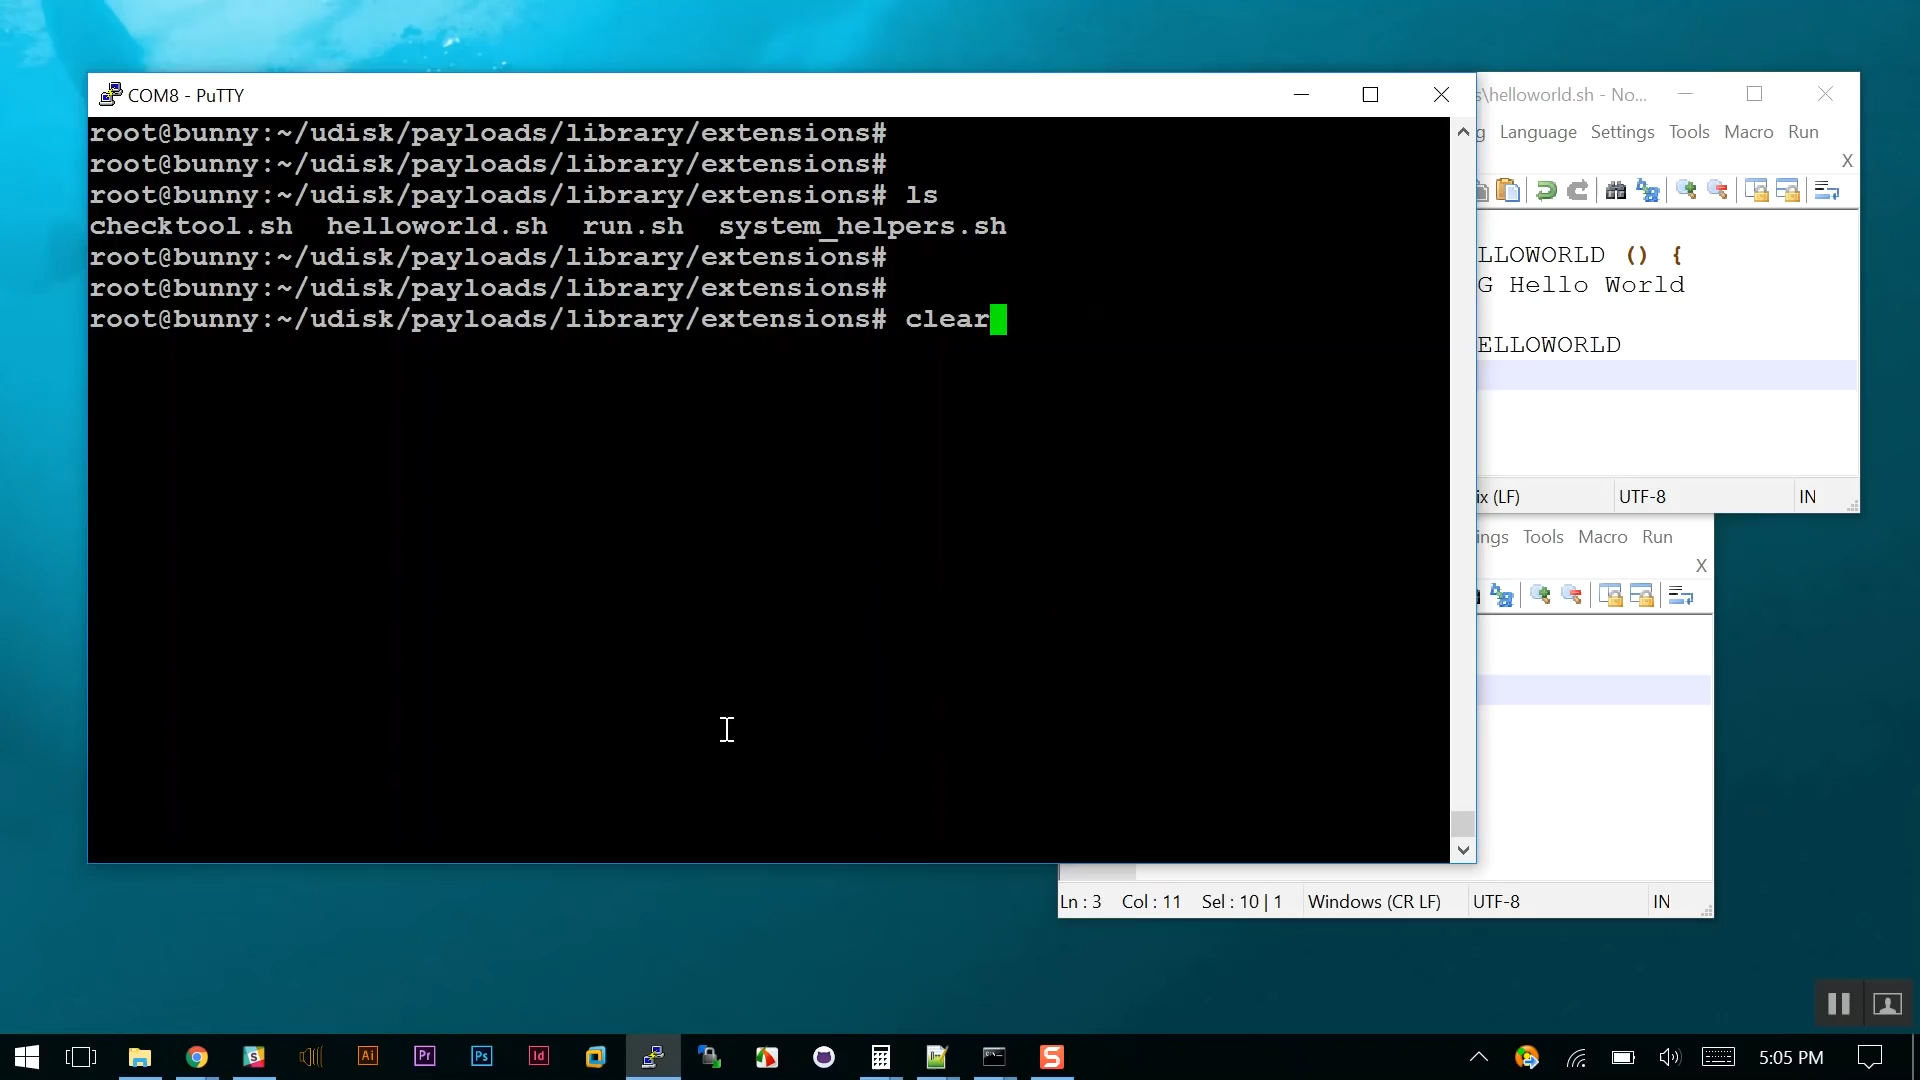 COM8 - PuTTY
root@bunny:~/udisk/payloads/library/extensions#
root@bunny:~/udisk/payloads/library/extensions#
root@bunny:~/udisk/payloads/library/extensions# ls
checktool.sh helloworld.sh run.sh system_helpers.sh
root@bunny:~/udisk/payloads/library/extensions#
root@bunny:~/udisk/payloads/library/extensions#
root@bunny:~/udisk/payloads/library/extensions# clear
s\helloworld.sh - No...
g Language Settings Tools Macro Run
X
LLOWORLD () {
G Hello World
ELLOWORLD
ix (LF) UTF-8 IN
ings Tools Macro Run
X
Ln : 3 Col : 11 Sel : 10 | 1 Windows (CR LF) UTF-8 IN
Ai Pr Ps Id S 5:05 PM